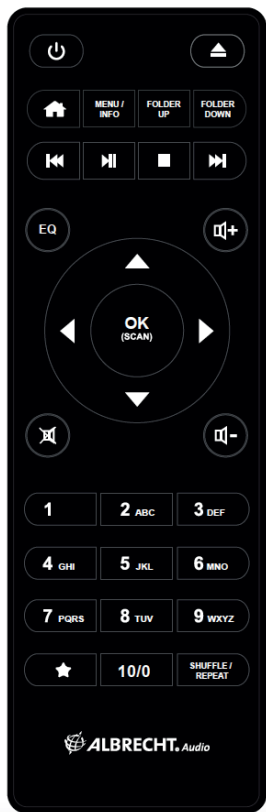 MENU / INFO FOLDER UP FOLDER DOWN
EQ
OK
(SCAN)
1 2 ABC 3 DEF
4 GHI 5 JKL 6 MNO
7 PQRS 8 TUV 9 WXYZ
10/0 SHUFFLE / REPEAT
ALBRECHT. Audio